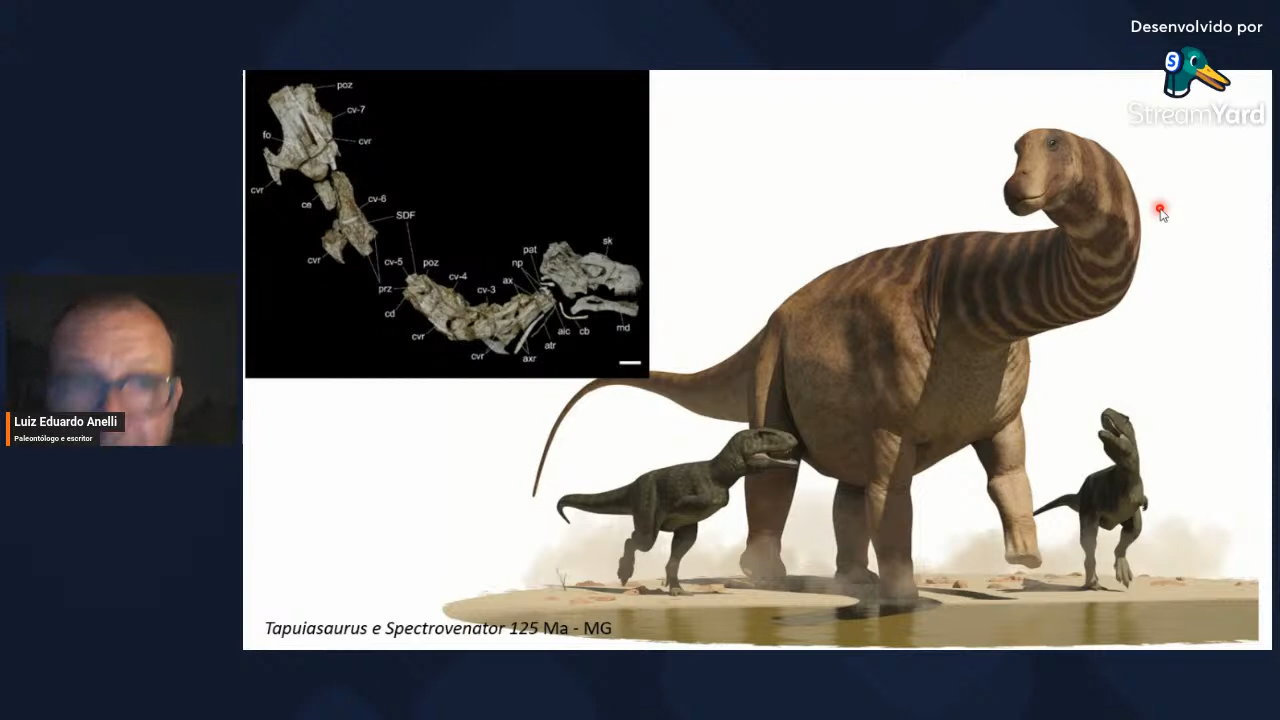 Desenvolvido por
S
StreamYard
poz
cv-7
fo
cvr
cvr
ce
cv-6
SDF
cvr
prz
cv-5
poz
cv-4
cv-3
cd
cvr
cvr
pat
np
ax
sk
axr
atr
aic
cb
md
Luiz Eduardo Anelli
Paleontólogo e escritor
Tapuiasaurus e Spectrovenator 125 Ma - MG